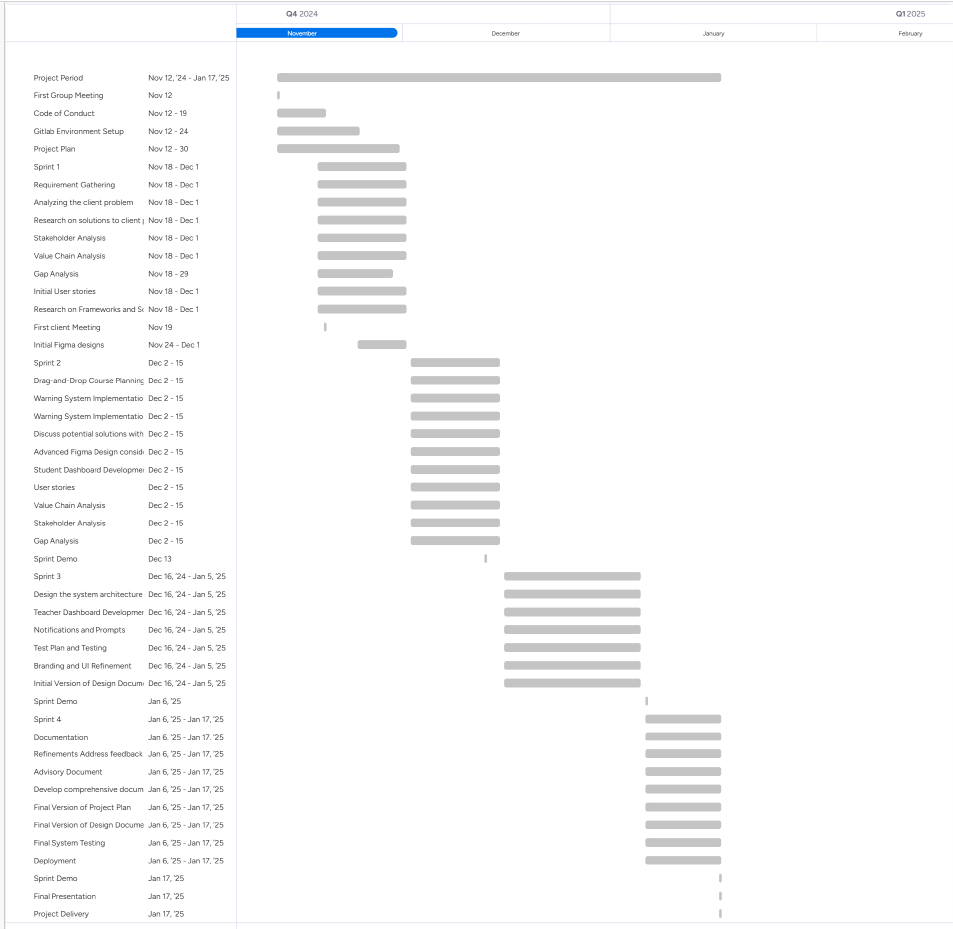 Q4 2024 Q1 2025
November December January February
Project Period Nov 12, '24 - Jan 17, '25
First Group Meeting Nov 12
Code of Conduct Nov 12 - 19
Gitlab Environment Setup Nov 12 - 24
Project Plan Nov 12 - 30
Sprint 1 Nov 18 - Dec 1
Requirement Gathering Nov 18 - Dec 1
Analyzing the client problem Nov 18 - Dec 1
Research on solutions to client Nov 18 - Dec 1
Stakeholder Analysis Nov 18 - Dec 1
Value Chain Analysis Nov 18 - Dec 1
Gap Analysis Nov 18 - 29
Initial User stories Nov 18 - Dec 1
Research on Frameworks and Nov 18 - Dec 1
First client Meeting Nov 19
Initial Figma designs Nov 24 - Dec 1
Sprint 2 Dec 2 - 15
Drag-and-Drop Course Planning Dec 2 - 15
Warning System Implementatio Dec 2 - 15
Warning System Implementatio Dec 2 - 15
Discuss potential solutions with Dec 2 - 15
Advanced Figma Design consid Dec 2 - 15
Student Dashboard Developme Dec 2 - 15
User stories Dec 2 - 15
Value Chain Analysis Dec 2 - 15
Stakeholder Analysis Dec 2 - 15
Gap Analysis Dec 2 - 15
Sprint Demo Dec 13
Sprint 3 Dec 16, '24 - Jan 5, '25
Design the system architecture Dec 16, '24 - Jan 5, '25
Teacher Dashboard Developmer Dec 16, '24 - Jan 5, '25
Notifications and Prompts Dec 16, '24 - Jan 5, '25
Test Plan and Testing Dec 16, '24 - Jan 5, '25
Branding and UI Refinement Dec 16, '24 - Jan 5, '25
Initial Version of Design Docum Dec 16, '24 - Jan 5, '25
Sprint Demo Jan 6, '25
Sprint 4 Jan 6, '25 - Jan 17, '25
Documentation Jan 6, '25 - Jan 17, '25
Refinements Address feedback Jan 6, '25 - Jan 17, '25
Advisory Document Jan 6, '25 - Jan 17, '25
Develop comprehensive docum Jan 6, '25 - Jan 17, '25
Final Version of Project Plan Jan 6, '25 - Jan 17, '25
Final Version of Design Docume Jan 6, '25 - Jan 17, '25
Final System Testing Jan 6, '25 - Jan 17, '25
Deployment Jan 6, '25 - Jan 17, '25
Sprint Demo Jan 17, '25
Final Presentation Jan 17, '25
Project Delivery Jan 17, '25